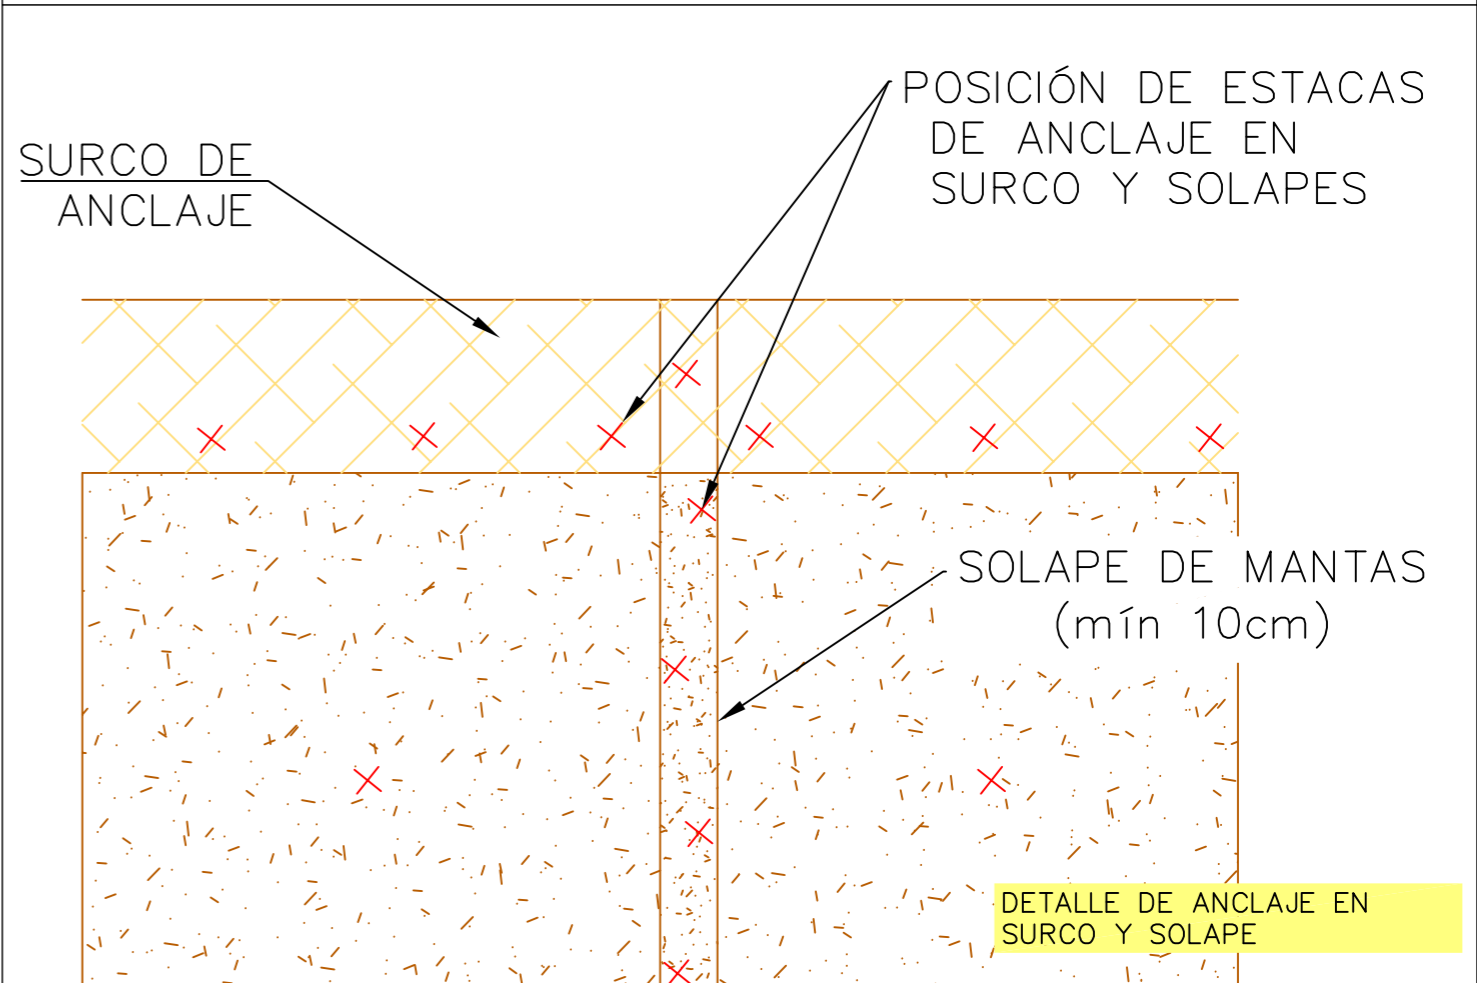 POSICIÓN DE ESTACAS
DE ANCLAJE EN
SURCO Y SOLAPES
SURCO DE
ANCLAJE
SOLAPE DE MANTAS
(mín 10cm)
DETALLE DE ANCLAJE EN
SURCO Y SOLAPE